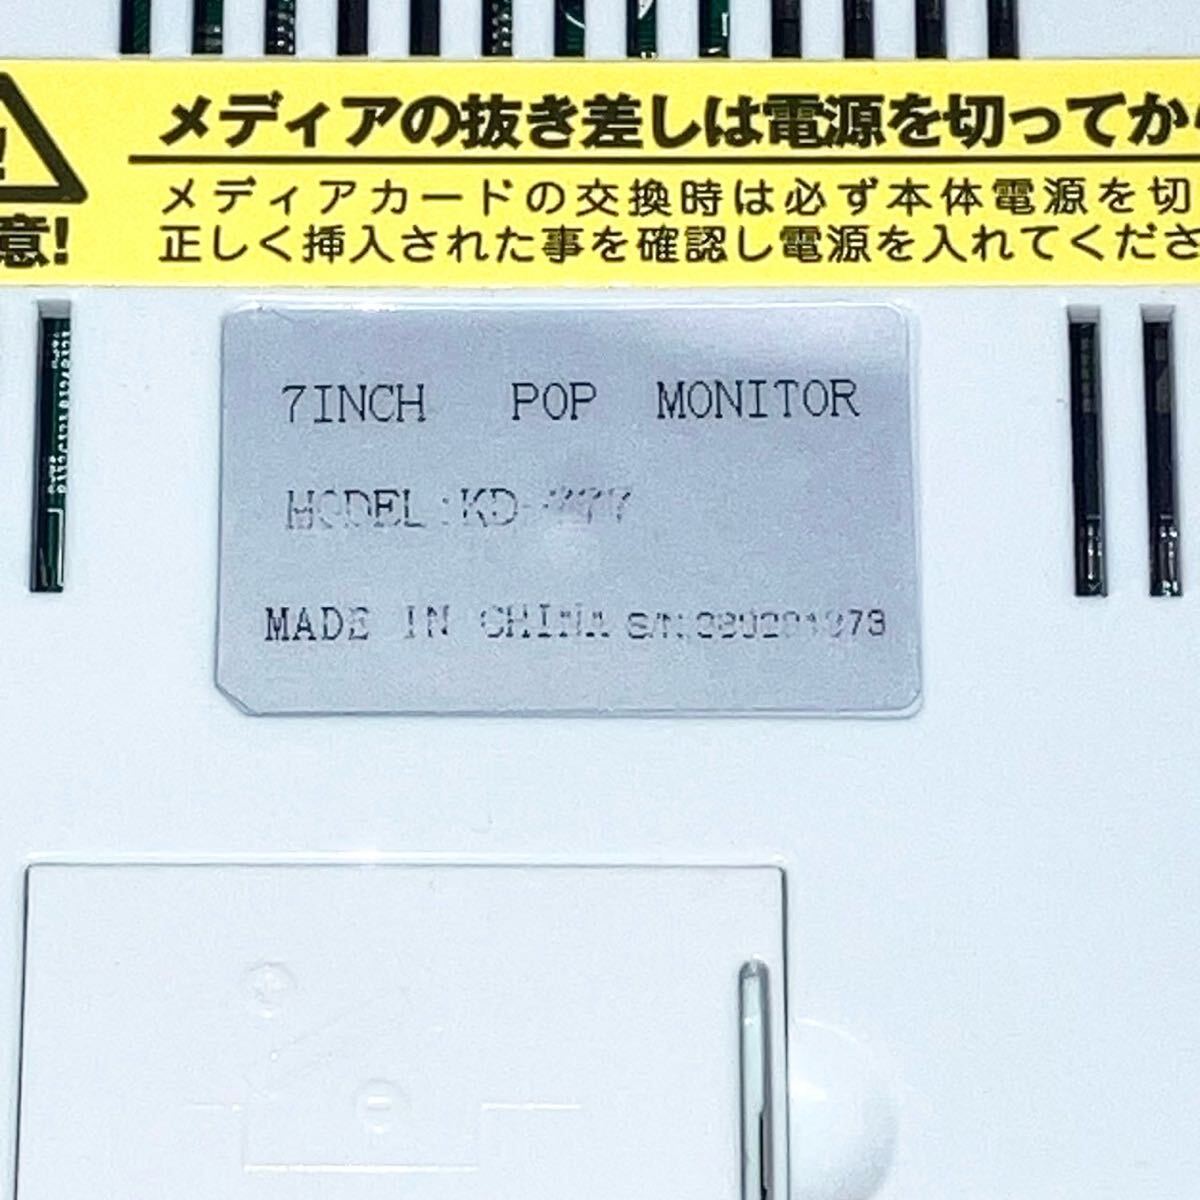 メディアの抜き差しは電源を切ってから
メディアカードの交換時は必ず本体電源を切
正しく挿入された事を確認し電源を入れてくださ
意!
7INCH POP MONITOR
MODEL:KD-777
MADE IN CHINA